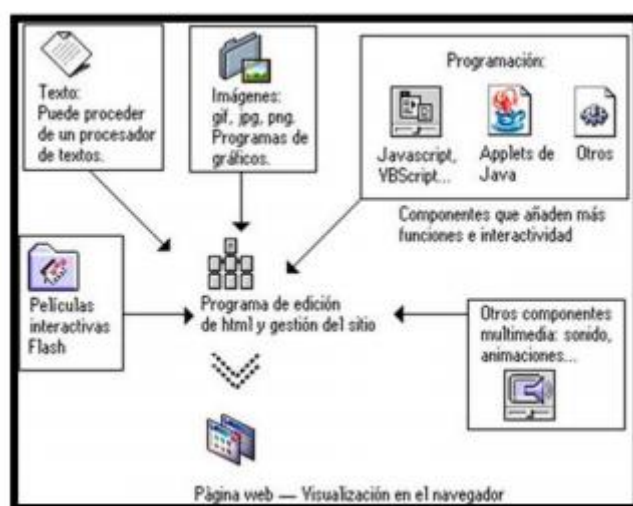 Texto:
Puede proceder
de un procesador
de textos.
Imágenes:
gif, jpg, png.
Programas de
gráficos.
Programación:
Javascript,
VBScript...
Applets de
Java
Otros
Componentes que añaden más
funciones e interactividad
Películas
interactivas
Flash
Programa de edición
de html y gestión del sitio
Otros componentes
multimedia: sonido,
animaciones...
Página web — Visualización en el navegador